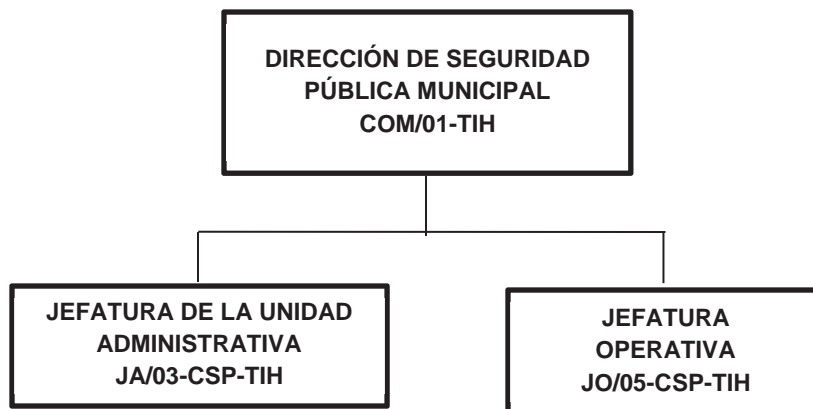 DIRECCIÓN DE SEGURIDAD
PÚBLICA MUNICIPAL
COM/01-TIH
JEFATURA DE LA UNIDAD
ADMINISTRATIVA
JA/03-CSP-TIH
JEFATURA
OPERATIVA
JO/05-CSP-TIH